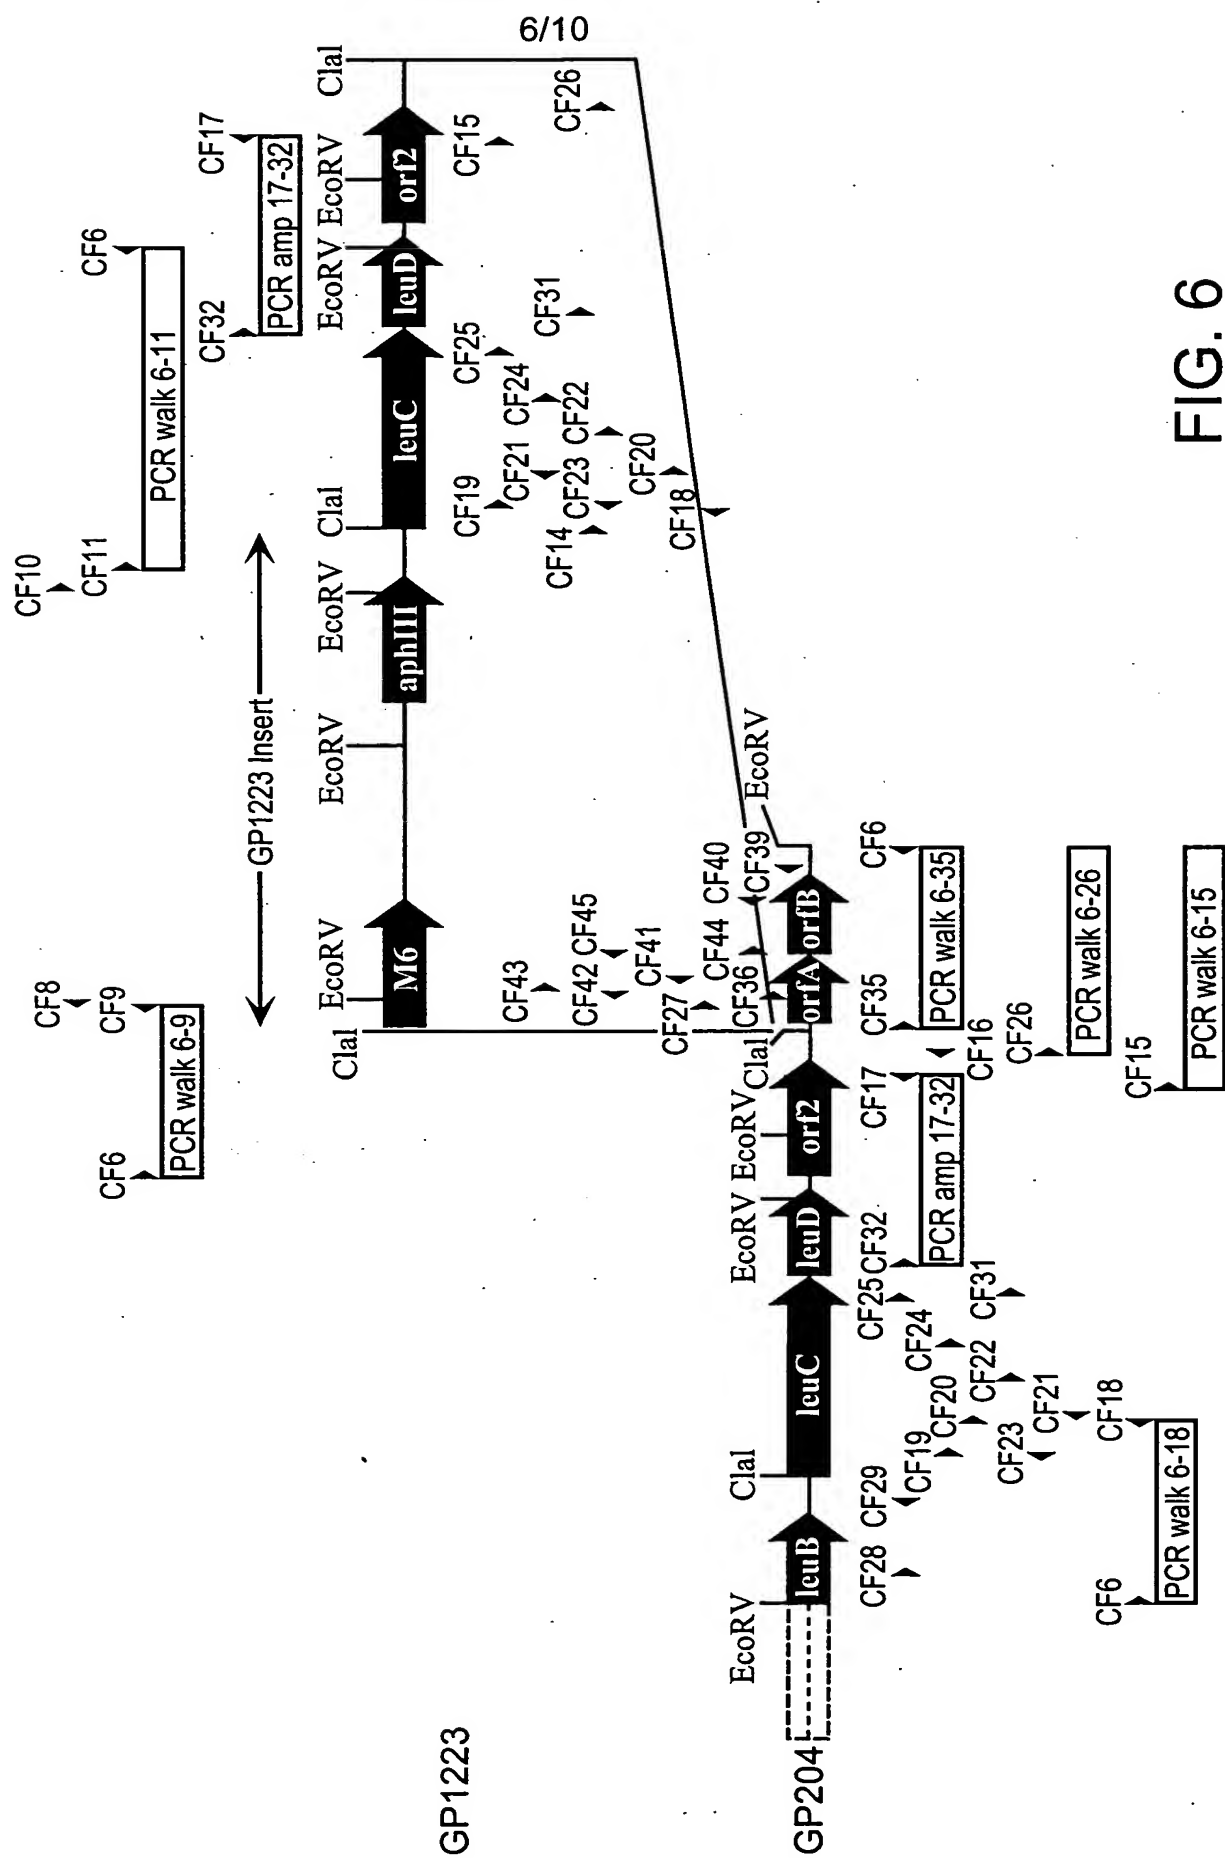 6/10
CF10
CF11
PCR walk 6-11
CF6
CF32
PCR amp 17-32
CF17
CF8
CF9
CF6
PCR walk 6-9
GP1223 Insert
GP1223
ClaI
EcoRV
EcoRV
EcoRV
ClaI
EcoRV
EcoRV
ClaI
M6
aphIII
leuC
leuD
orf2
CF43
CF42
CF45
CF41
CF27
CF44
CF36
CF40
CF39
CF19
CF21
CF24
CF25
CF14
CF23
CF22
CF31
CF20
CF18
CF15
CF26
GP204
EcoRV
ClaI
EcoRV
EcoRV
ClaI
EcoRV
leuB
leuC
leuD
orf2
orfA
orfB
CF28
CF29
CF19
CF20
CF24
CF25
CF32
CF17
CF35
CF6
PCR amp 17-32
PCR walk 6-35
CF23
CF22
CF31
CF16
CF21
CF26
PCR walk 6-26
CF6
CF18
PCR walk 6-18
CF15
PCR walk 6-15
FIG. 6